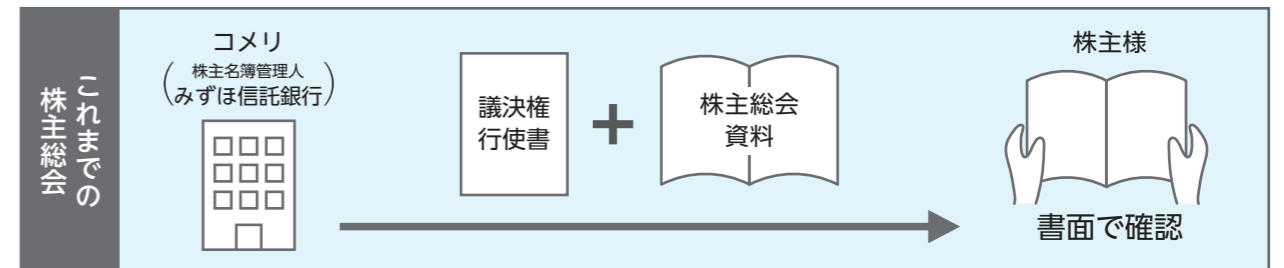 これまでの
株主総会
コメリ
(株主名簿管理人
みずほ信託銀行)
議決権
行使書
+
株主総会
資料
株主様
書面で確認